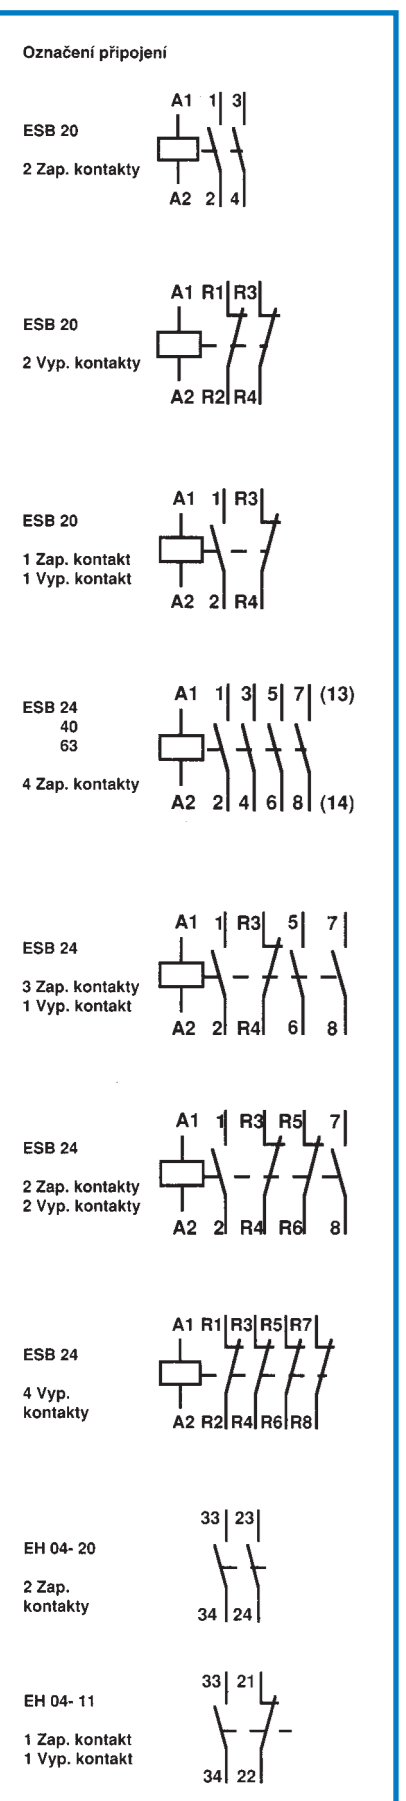 Označení připojení
A1 1 3
ESB 20
2 Zap. kontakty
A2 2 4
A1 R1 R3
ESB 20
2 Vyp. kontakty
A2 R2 R4
A1 1 R3
ESB 20
1 Zap. kontakt
1 Vyp. kontakt
A2 2 R4
A1 1 3 5 7 (13)
ESB 24
40
63
4 Zap. kontakty
A2 2 4 6 8 (14)
A1 1 R3 5 7
ESB 24
3 Zap. kontakty
1 Vyp. kontakt
A2 2 R4 6 8
A1 1 R3 R5 7
ESB 24
2 Zap. kontakty
2 Vyp. kontakty
A2 2 R4 R6 8
A1 R1 R3 R5 R7
ESB 24
4 Vyp.
kontakty
A2 R2 R4 R6 R8
33 23
EH 04- 20
2 Zap.
kontakty
34 24
33 21
EH 04- 11
1 Zap. kontakt
1 Vyp. kontakt
34 22